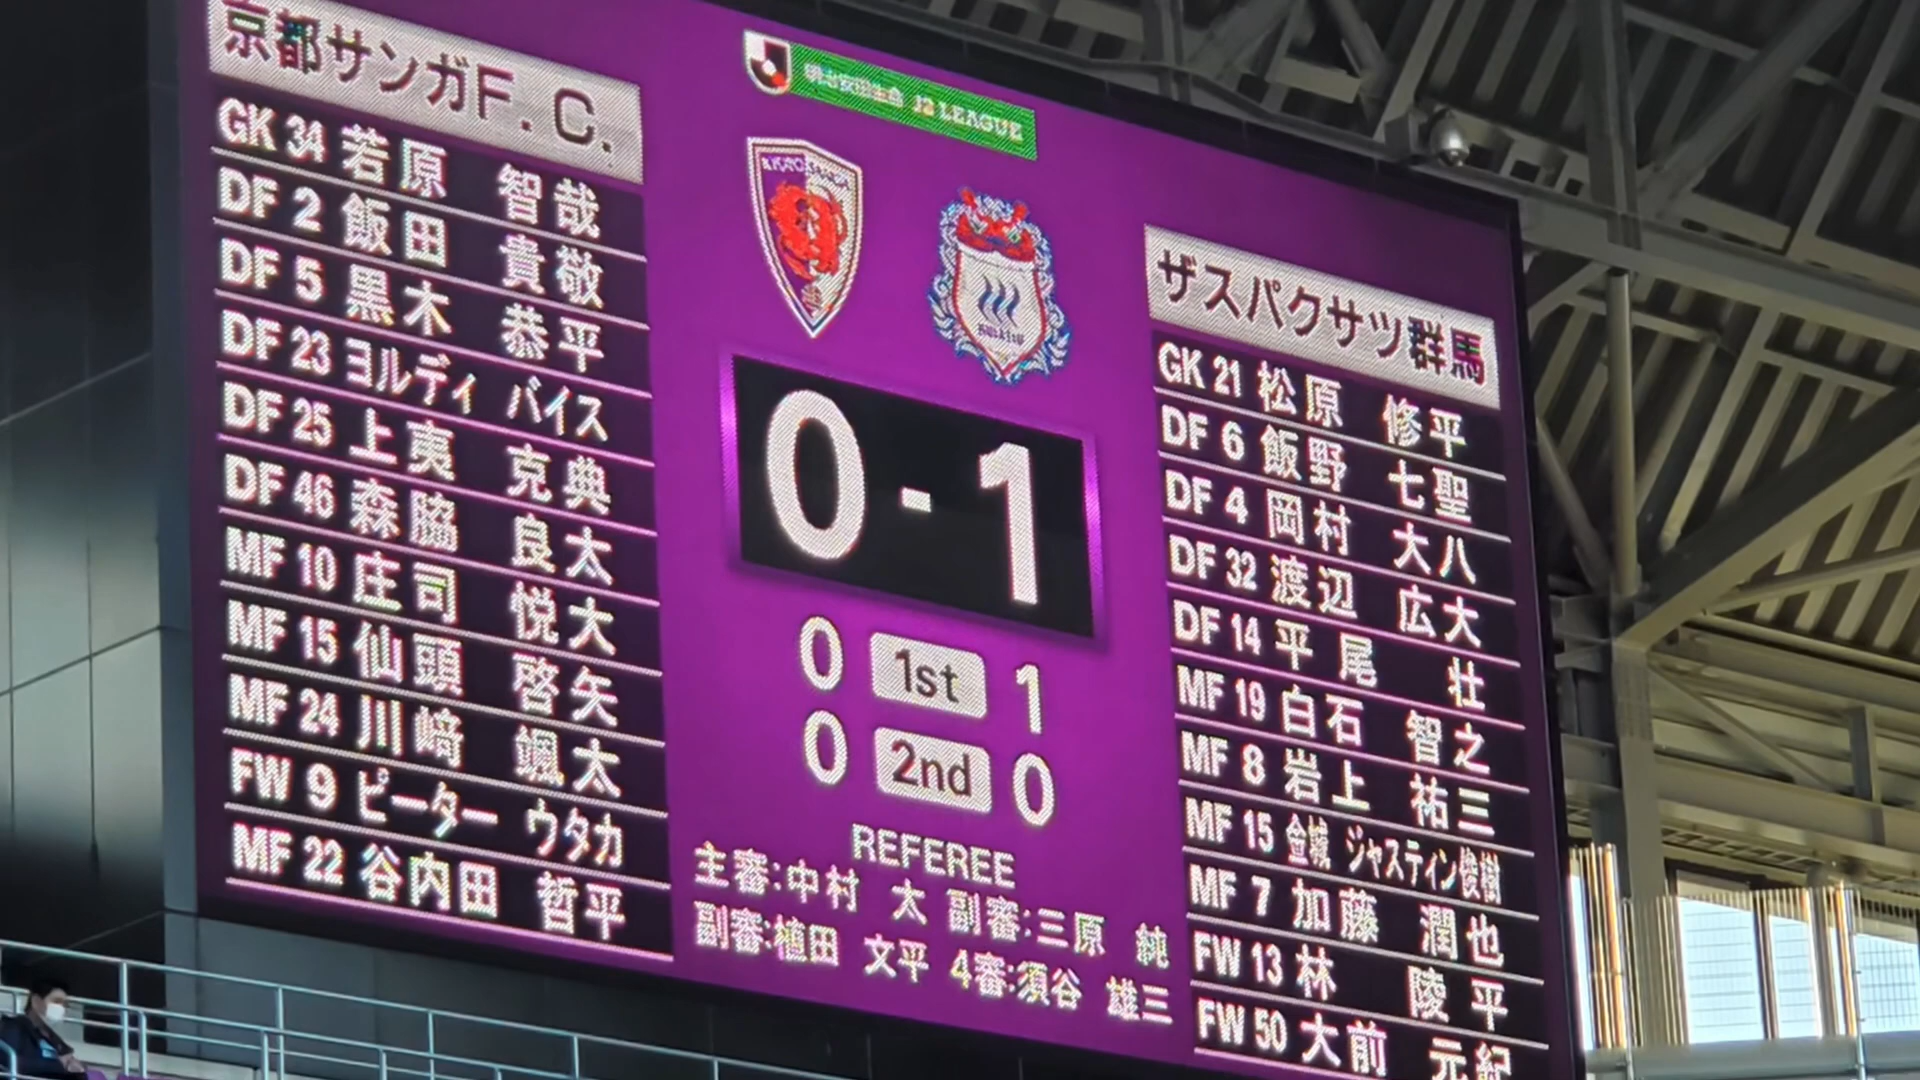 京都サンガF.C.
GK 34 若原 智哉
DF 2 飯田 貴敬
DF 5 黒木 恭平
DF 23 ヨルディ バイス
DF 25 上夷 克典
DF 46 森脇 良太
MF 10 庄司 悦大
MF 15 仙頭 啓矢
MF 24 川﨑 颯太
FW 9 ピーター ウタカ
MF 22 谷内田 哲平
明治安田生命 J2 LEAGUE
0 - 1
0 1st 1
0 2nd 0
REFEREE
主審:中村 太 副審:三原 純
副審:植田 文平 4審:須谷 雄三
ザスパクサツ群馬
GK 21 松原 修平
DF 6 飯野 七聖
DF 4 岡村 大八
DF 32 渡辺 広大
DF 14 平尾 壮
MF 19 白石 智之
MF 8 岩上 祐三
MF 15 金城 ジャスティン俊樹
MF 7 加藤 潤也
FW 13 林 陵平
FW 50 大前 元紀